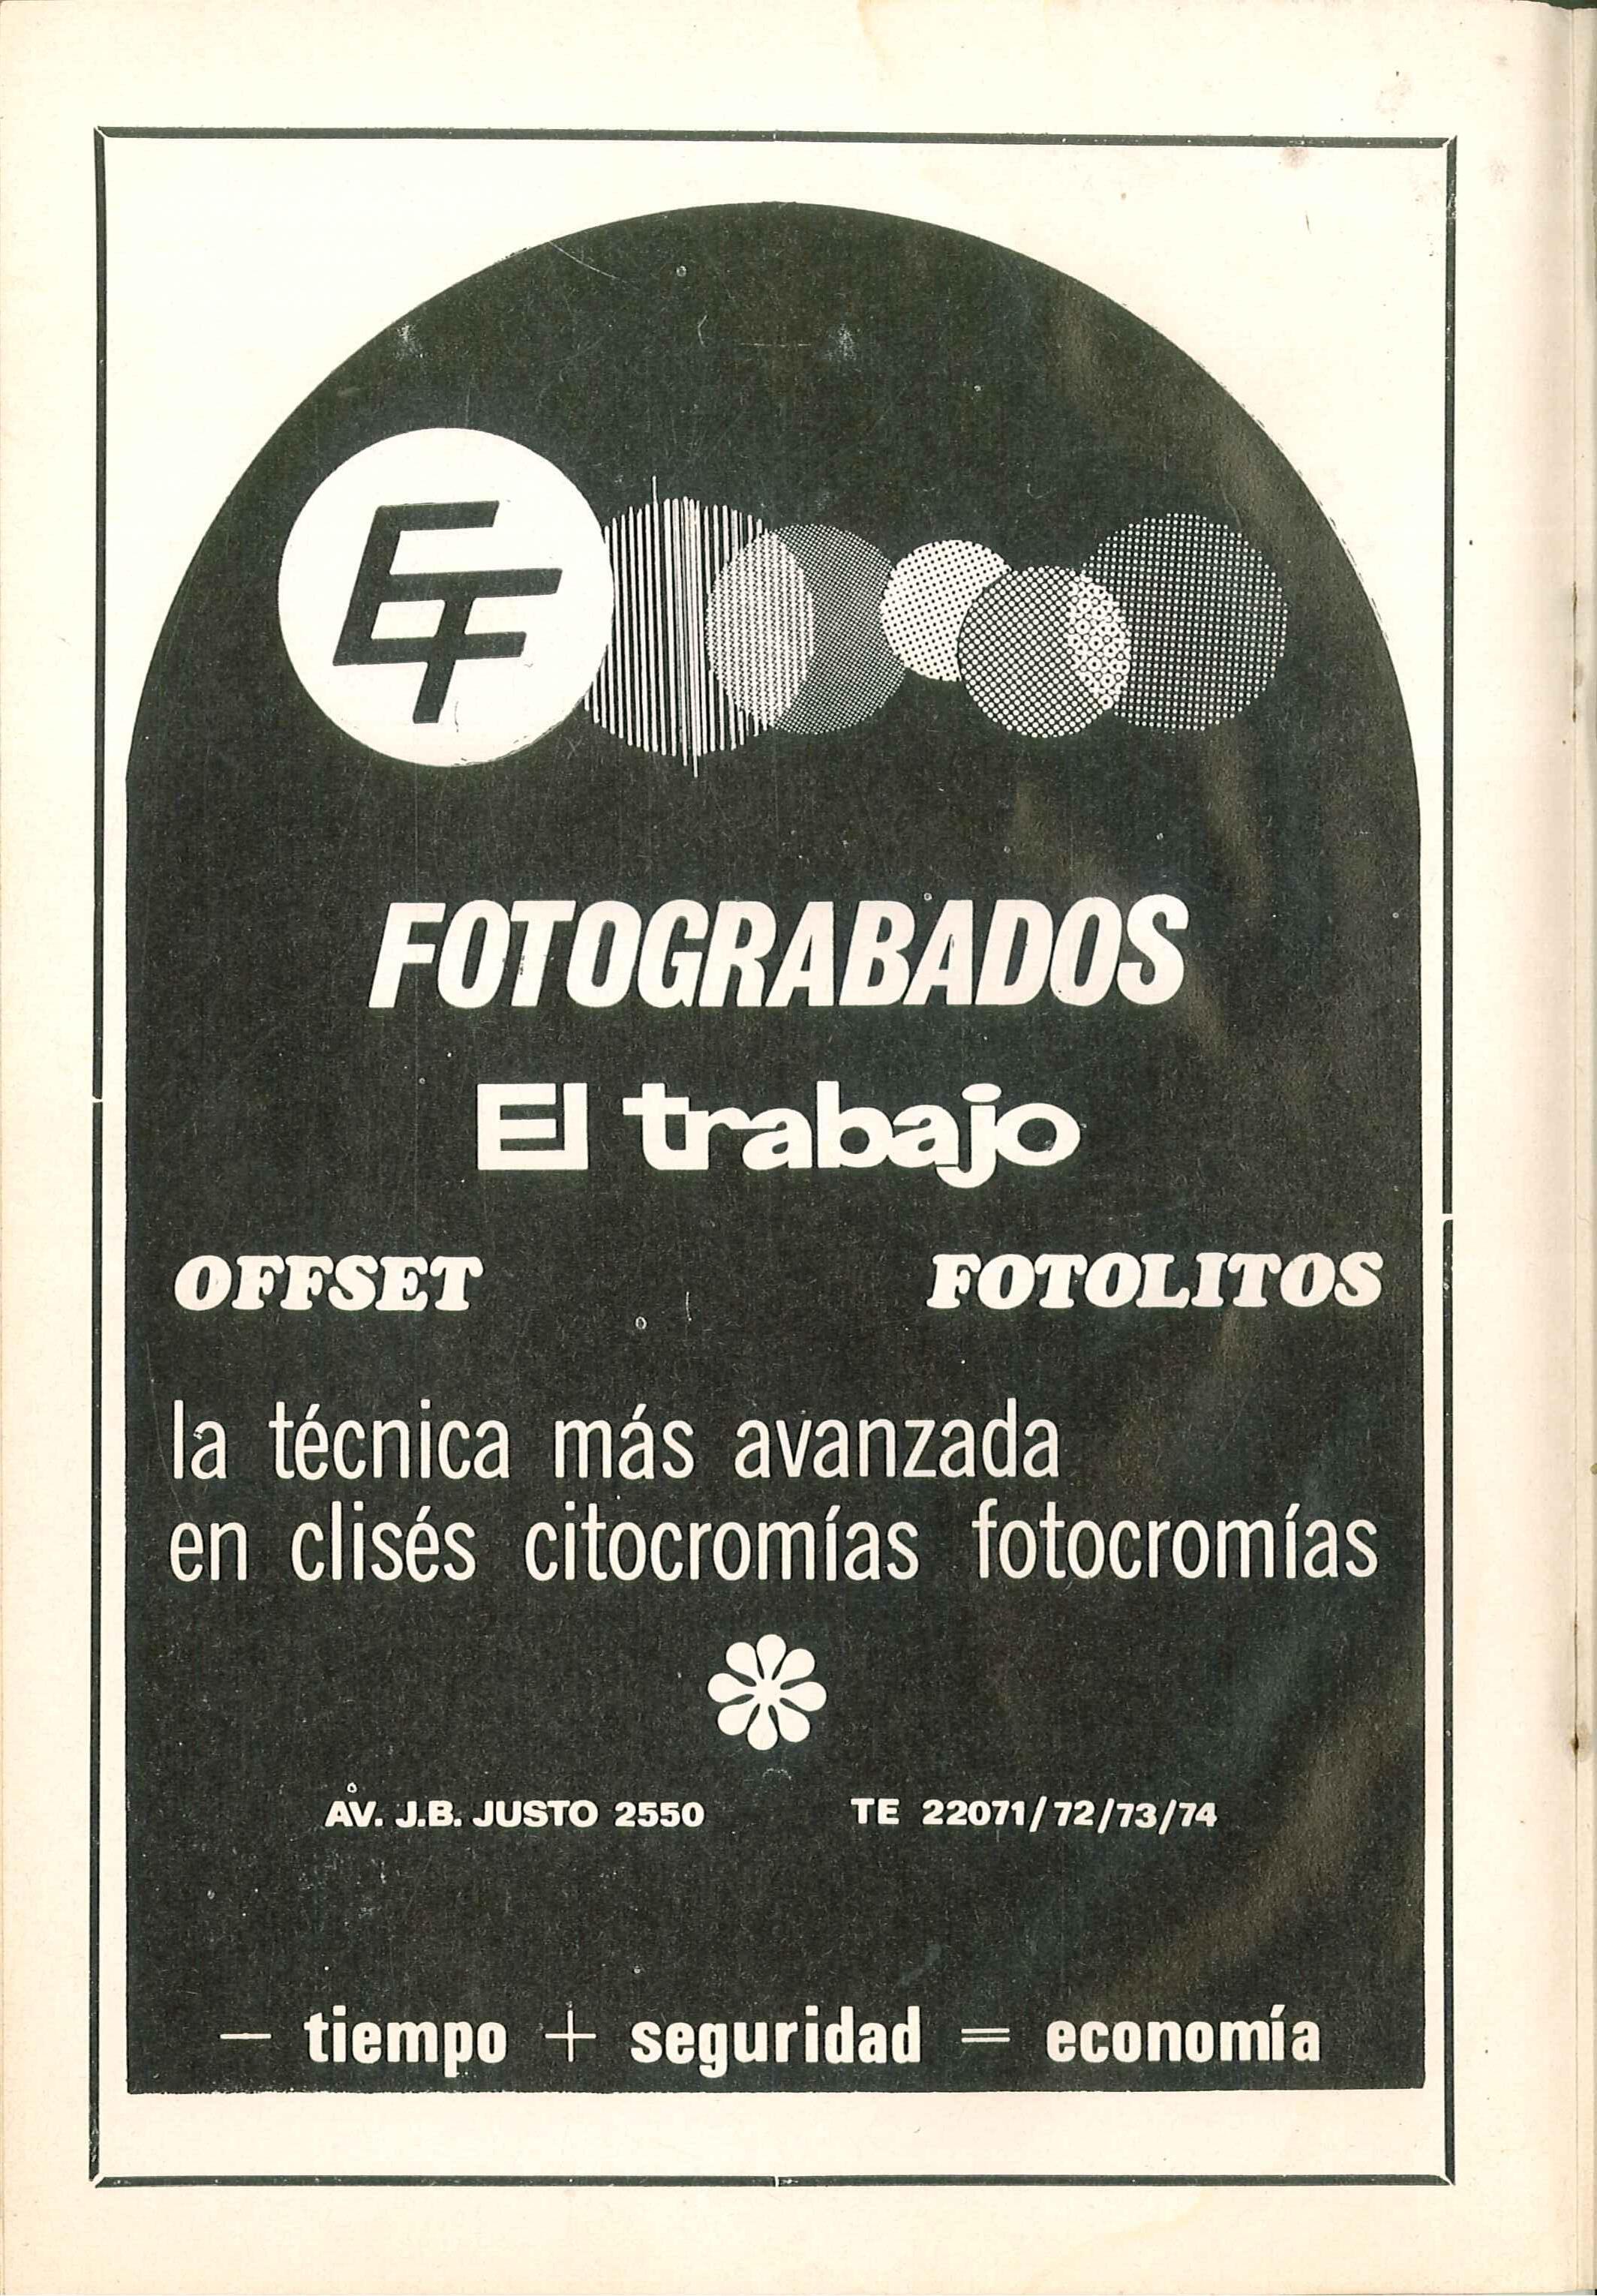 ET
FOTOGRABADOS
El trabajo
OFFSET FOTOLITOS
la técnica más avanzada
en clisés citocromías fotocromías
AV. J.B. JUSTO 2550 TE 22071/72/73/74
— tiempo + seguridad = economía